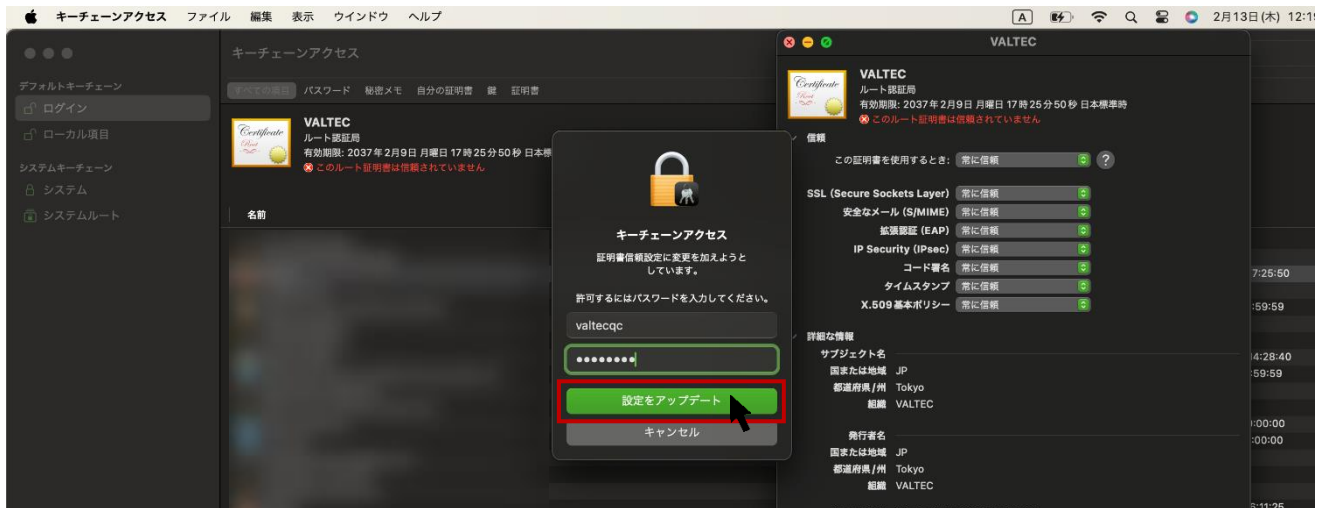 キーチェーンアクセス ファイル 編集 表示 ウインドウ ヘルプ
A
2月13日(木) 12:1
キーチェーンアクセス
デフォルトキーチェーン
ログイン
ローカル項目
システムキーチェーン
システム
システムルート
すべての項目 パスワード 秘密メモ 自分の証明書 鍵 証明書
Certificate
Root
VALTEC
ルート認証局
有効期限: 2037年2月9日 月曜日 17時25分50秒 日本標
このルート証明書は信頼されていません
名前
キーチェーンアクセス
証明書信頼設定に変更を加えようと
しています。
許可するにはパスワードを入力してください。
valtecqc
••••••••
設定をアップデート
キャンセル
VALTEC
Certificate
Root
VALTEC
ルート認証局
有効期限: 2037年2月9日 月曜日 17時25分50秒 日本標準時
このルート証明書は信頼されていません
信頼
この証明書を使用するとき: 常に信頼 ?
SSL (Secure Sockets Layer) 常に信頼
安全なメール (S/MIME) 常に信頼
拡張認証 (EAP) 常に信頼
IP Security (IPsec) 常に信頼
コード署名 常に信頼
タイムスタンプ 常に信頼
X.509基本ポリシー 常に信頼
詳細な情報
サブジェクト名
国または地域 JP
都道府県/州 Tokyo
組織 VALTEC
発行者名
国または地域 JP
都道府県/州 Tokyo
組織 VALTEC
7:25:50
:59:59
4:28:40
:59:59
:00:00
:00:00
6:11:25